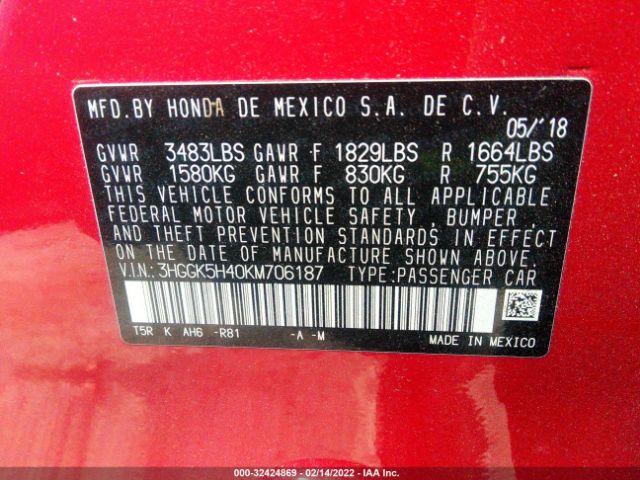 MFD. BY HONDA DE MEXICO S.A. DE C.V.
05/'18
GVWR 3483LBS GAWR F 1829LBS R 1664LBS
GVWR 1580KG GAWR F 830KG R 755KG
THIS VEHICLE CONFORMS TO ALL APPLICABLE
FEDERAL MOTOR VEHICLE SAFETY, BUMPER,
AND THEFT PREVENTION STANDARDS IN EFFECT
ON THE DATE OF MANUFACTURE SHOWN ABOVE.
V.I.N: 3HGGK5H40KM706187 TYPE:PASSENGER CAR
T5R K AH6 -R81 -A -M MADE IN MEXICO
000-32424869 - 02/14/2022 - IAA Inc.